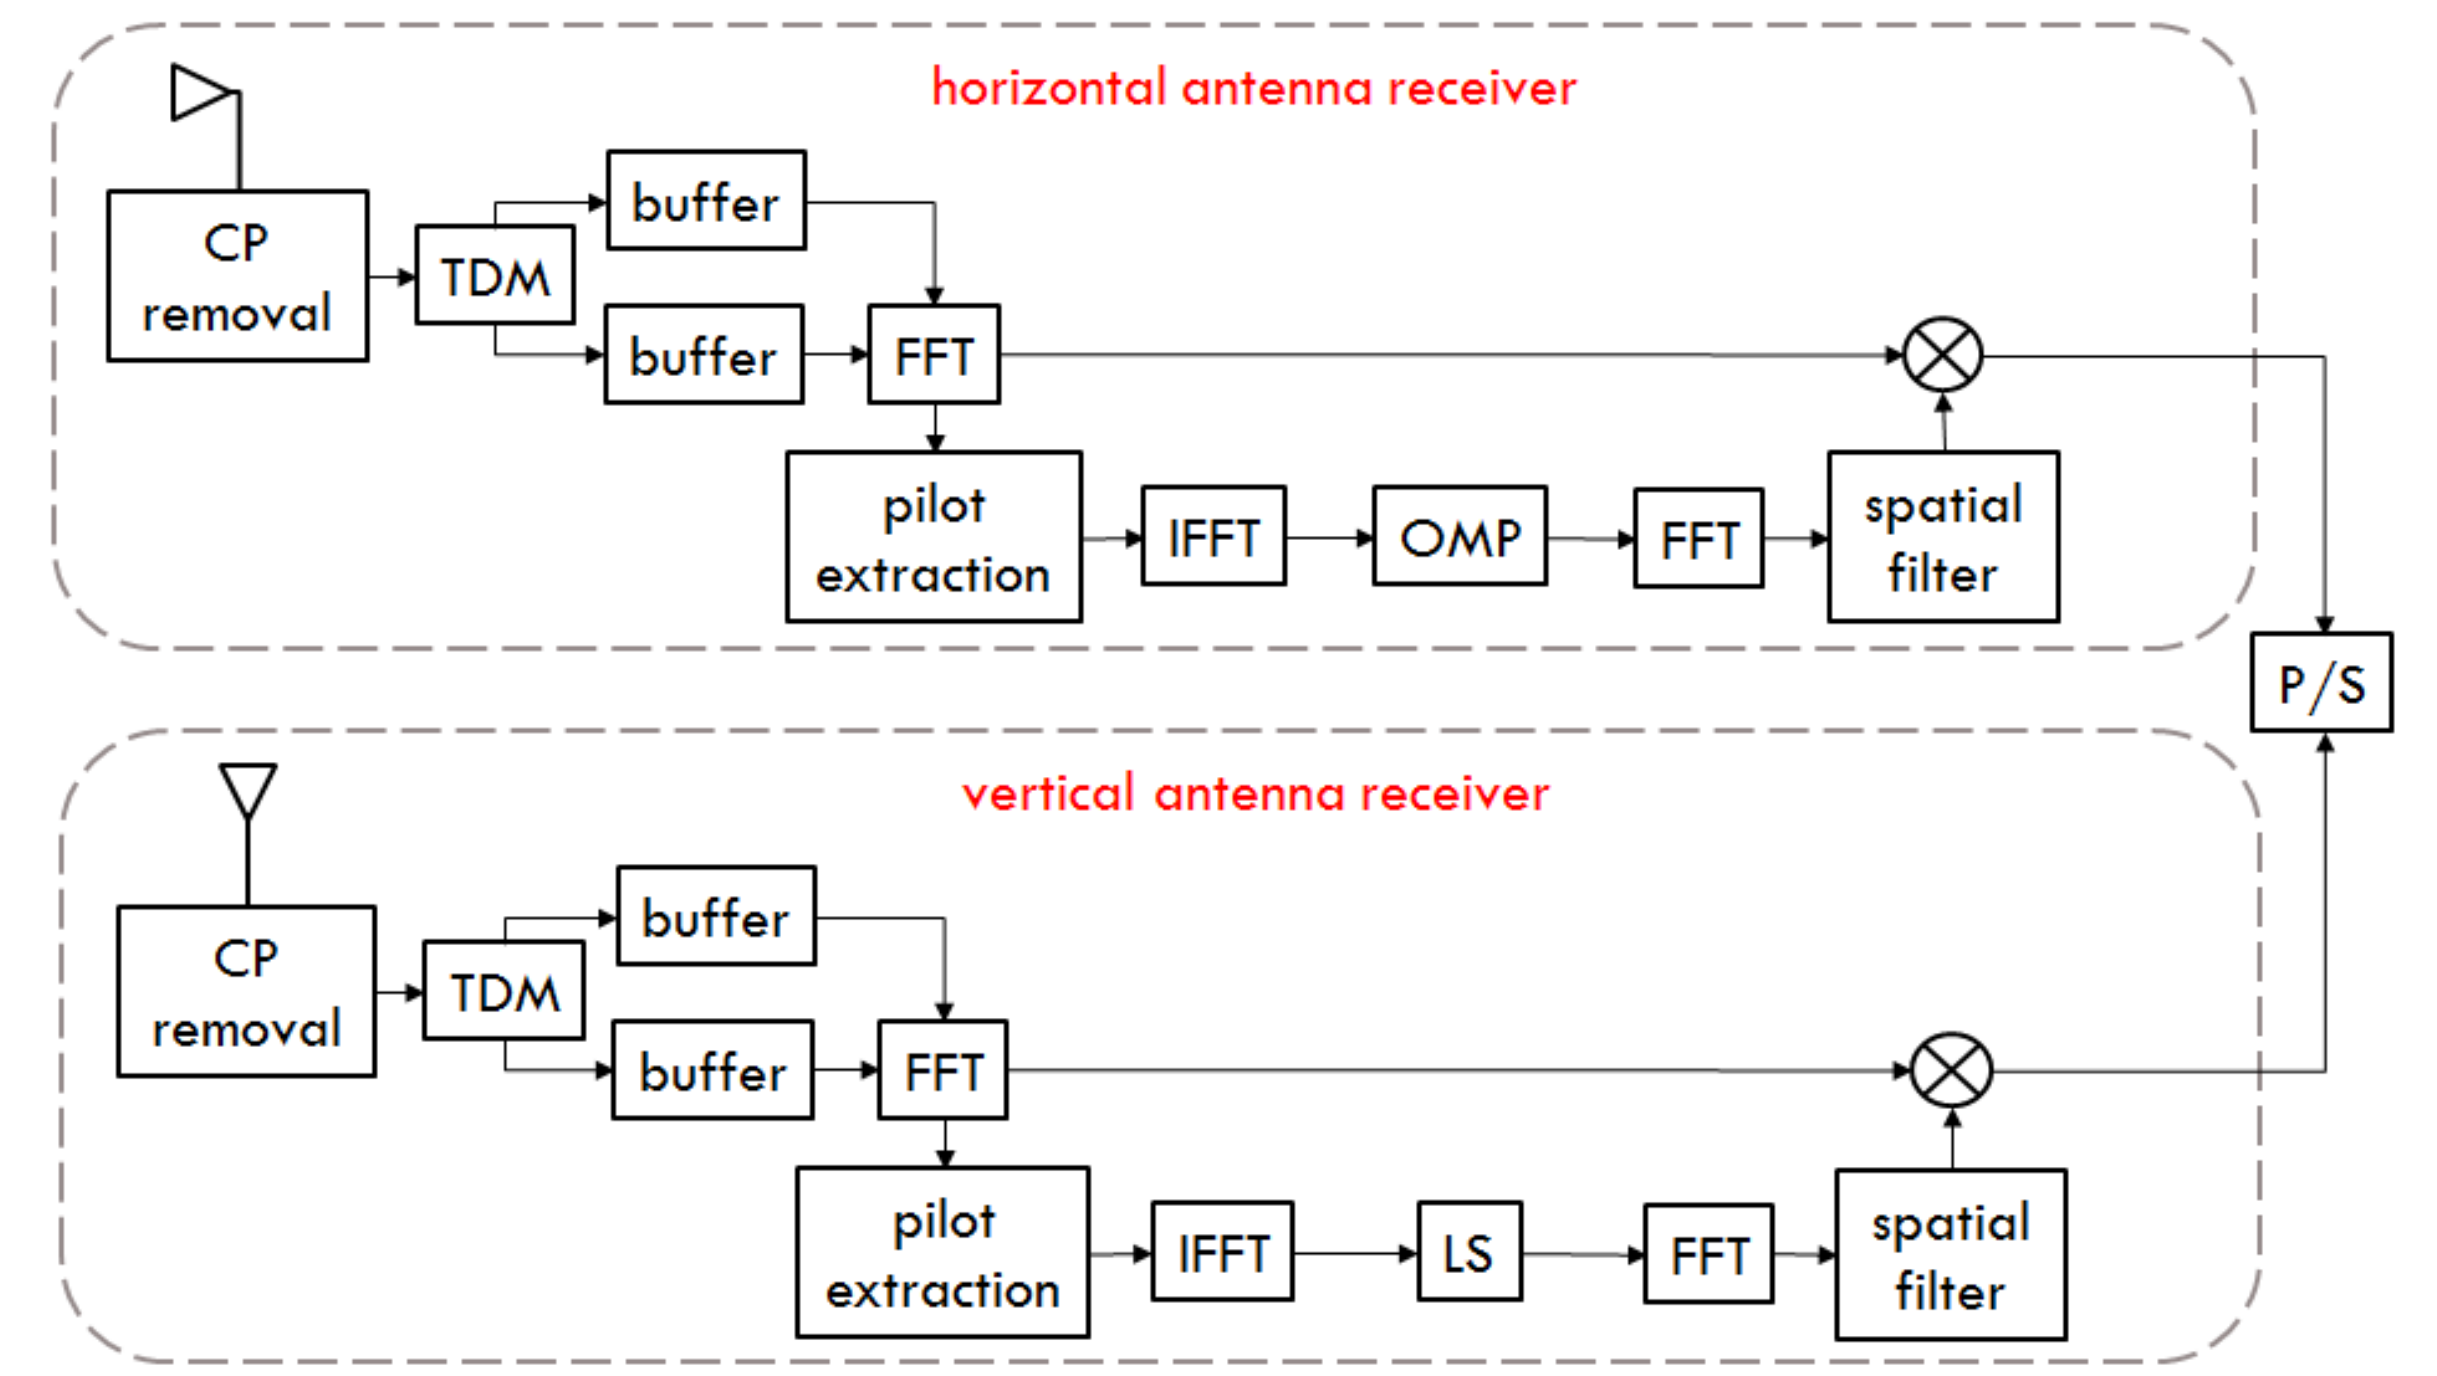 horizontal antenna receiver
buffer
CP
removal
TDM
buffer
FFT
pilot
extraction
IFFT
OMP
FFT
spatial
filter
P/S
vertical antenna receiver
buffer
CP
removal
TDM
buffer
FFT
pilot
extraction
IFFT
LS
FFT
spatial
filter